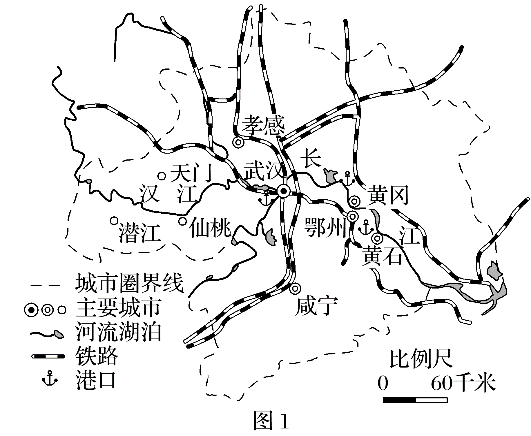 孝感
天门
武汉
长
汉江
黄冈
潜江
仙桃
鄂州
江
黄石
咸宁
城市圈界线
主要城市
河流湖泊
铁路
港口
比例尺
0 60千米
图1